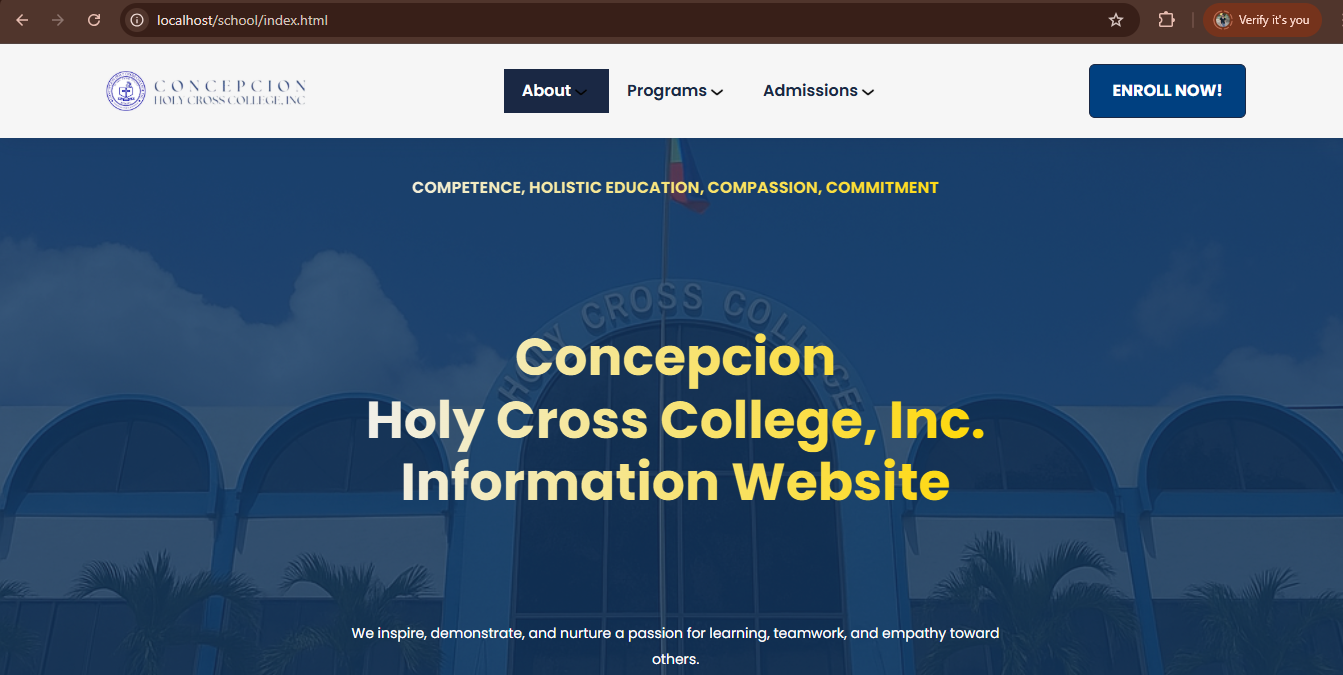 localhost/school/index.html
Verify it's you
CONCEPCION
HOLY CROSS COLLEGE, INC
About
Programs
Admissions
ENROLL NOW!
COMPETENCE, HOLISTIC EDUCATION, COMPASSION, COMMITMENT
HOLY CROSS COLLEGE
Concepcion
Holy Cross College, Inc.
Information Website
We inspire, demonstrate, and nurture a passion for learning, teamwork, and empathy toward
others.